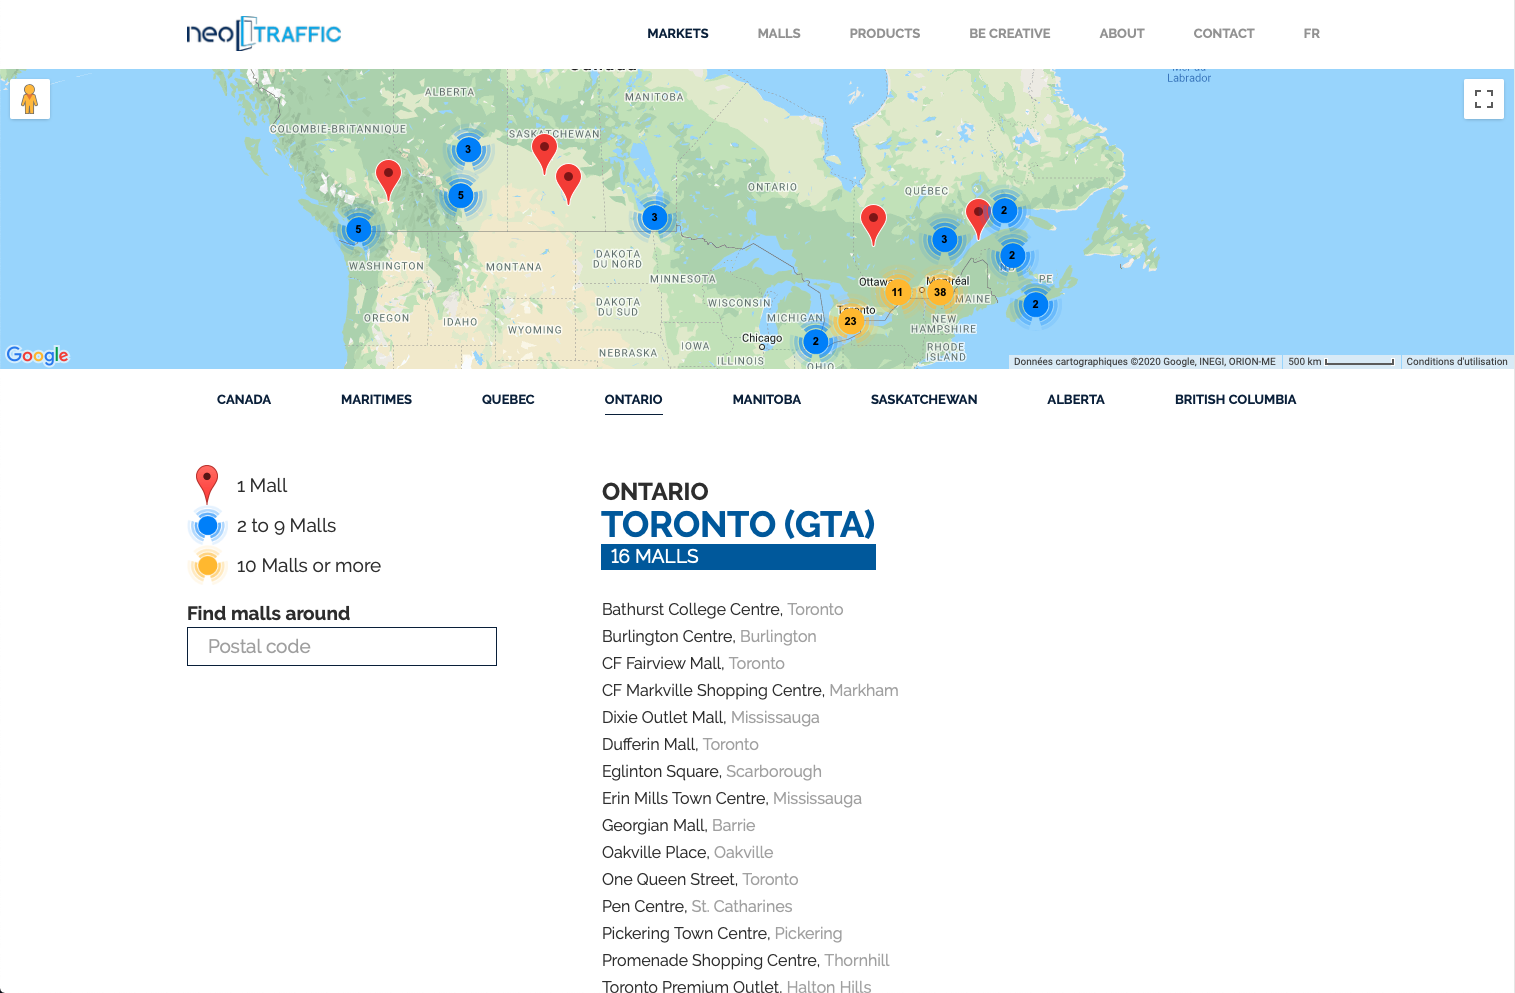 neo TRAFFIC
MARKETS
MALLS
PRODUCTS
BE CREATIVE
ABOUT
CONTACT
FR
Labrador
ALBERTA
MANITOBA
COLOMBIE-BRITANNIQUE
SASKATCHEWAN
3
5
5
3
ONTARIO
QUÉBEC
2
3
2
2
11
38
23
2
WASHINGTON
MONTANA
DAKOTA
DU NORD
MINNESOTA
Montréal
PE
OREGON
IDAHO
WYOMING
DAKOTA
DU SUD
WISCONSIN
MICHIGAN
Toronto
MAINE
NEW
HAMPSHIRE
Chicago
NEBRASKA
IOWA
ILLINOIS
OHIO
RHODE
ISLAND
Google
Données cartographiques ©2020 Google, INEGI, ORION-ME
500 km
Conditions d'utilisation
CANADA
MARITIMES
QUEBEC
ONTARIO
MANITOBA
SASKATCHEWAN
ALBERTA
BRITISH COLUMBIA
1 Mall
2 to 9 Malls
10 Malls or more
Find malls around
Postal code
ONTARIO
TORONTO (GTA)
16 MALLS
Bathurst College Centre, Toronto
Burlington Centre, Burlington
CF Fairview Mall, Toronto
CF Markville Shopping Centre, Markham
Dixie Outlet Mall, Mississauga
Dufferin Mall, Toronto
Eglinton Square, Scarborough
Erin Mills Town Centre, Mississauga
Georgian Mall, Barrie
Oakville Place, Oakville
One Queen Street, Toronto
Pen Centre, St. Catharines
Pickering Town Centre, Pickering
Promenade Shopping Centre, Thornhill
Toronto Premium Outlet, Halton Hills